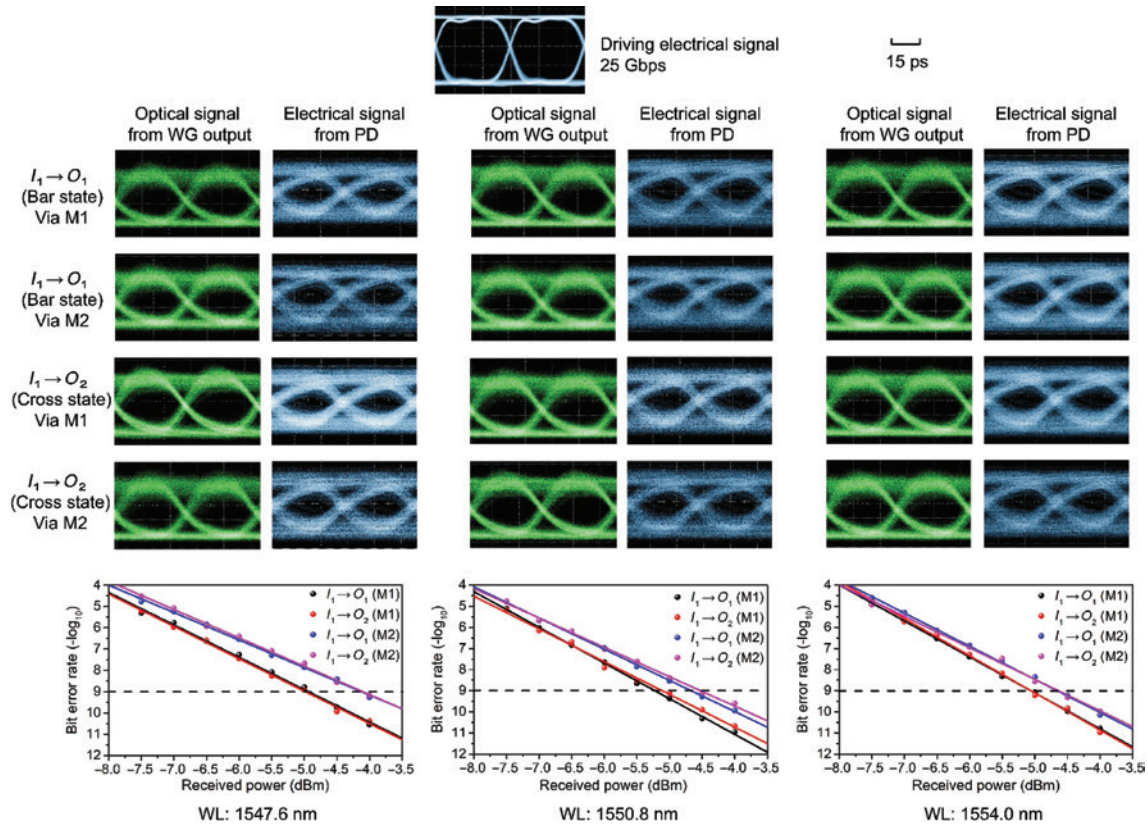 Driving electrical signal
25 Gbps
15 ps
Optical signal
from WG output
Electrical signal
from PD
Optical signal
from WG output
Electrical signal
from PD
Optical signal
from WG output
Electrical signal
from PD
I₁→O₁
(Bar state)
Via M1
I₁→O₁
(Bar state)
Via M2
I₁→O₂
(Cross state)
Via M1
I₁→O₂
(Cross state)
Via M2
Bit error rate (-log₁₀)
4
5
6
7
8
9
10
11
12
I₁→O₁ (M1)
I₁→O₂ (M1)
I₁→O₁ (M2)
I₁→O₂ (M2)
−8.0 −7.5 −7.0 −6.5 −6.0 −5.5 −5.0 −4.5 −4.0 −3.5
Received power (dBm)
WL: 1547.6 nm
Bit error rate (-log₁₀)
4
5
6
7
8
9
10
11
12
I₁→O₁ (M1)
I₁→O₂ (M1)
I₁→O₁ (M2)
I₁→O₂ (M2)
−8.0 −7.5 −7.0 −6.5 −6.0 −5.5 −5.0 −4.5 −4.0 −3.5
Received power (dBm)
WL: 1550.8 nm
Bit error rate (-log₁₀)
4
5
6
7
8
9
10
11
12
I₁→O₁ (M1)
I₁→O₂ (M1)
I₁→O₁ (M2)
I₁→O₂ (M2)
−8.0 −7.5 −7.0 −6.5 −6.0 −5.5 −5.0 −4.5 −4.0 −3.5
Received power (dBm)
WL: 1554.0 nm